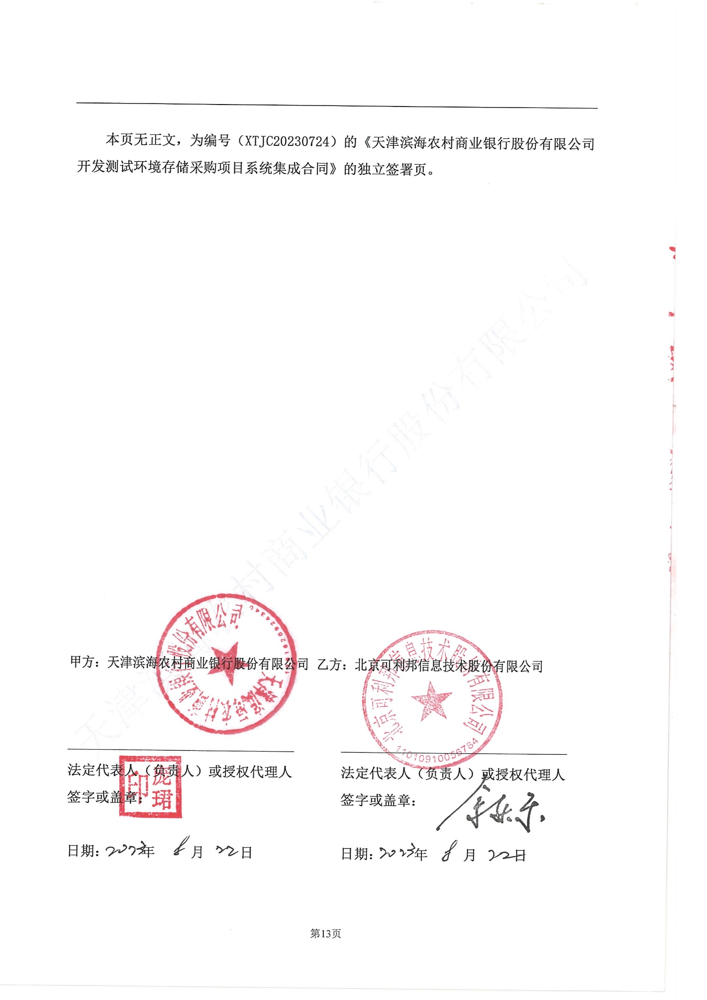 本页无正文，为编号（XTJC20230724）的《天津滨海农村商业银行股份有限公司
开发测试环境存储采购项目系统集成合同》的独立签署页。
天津滨海农村商业银行股份有限公司
甲方：天津滨海农村商业银行股份有限公司 乙方：北京可利邦信息技术股份有限公司
天津滨海农村商业银行股份有限公司
北京可利邦信息技术股份有限公司
11010910056784
法定代表人（负责人）或授权代理人
签字或盖章：
庞珺印
日期：2023年 8月 22日
法定代表人（负责人）或授权代理人
签字或盖章：
日期：2023年 8月 22日
第13页